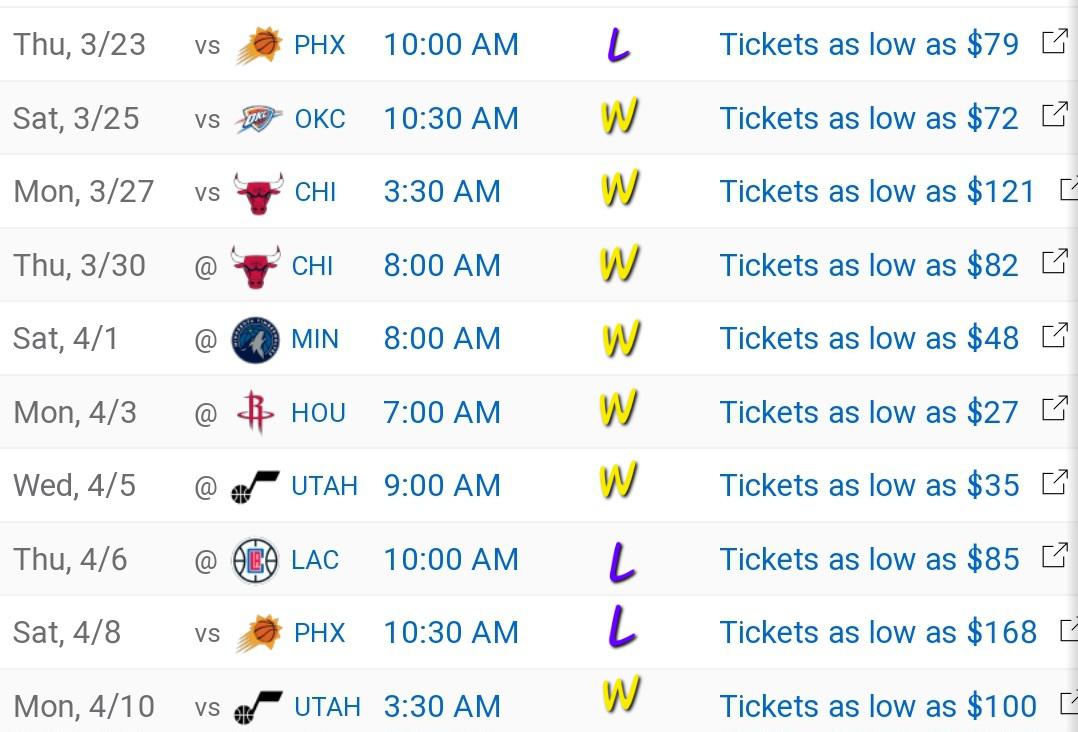 Thu, 3/23 vs PHX 10:00 AM L Tickets as low as $79
Sat, 3/25 vs OKC OKC 10:30 AM W Tickets as low as $72
Mon, 3/27 vs CHI 3:30 AM W Tickets as low as $121
Thu, 3/30 @ CHI 8:00 AM W Tickets as low as $82
Sat, 4/1 @ MIN 8:00 AM W Tickets as low as $48
Mon, 4/3 @ R HOU 7:00 AM W Tickets as low as $27
Wed, 4/5 @ UTAH 9:00 AM W Tickets as low as $35
Thu, 4/6 @ LAC 10:00 AM L Tickets as low as $85
Sat, 4/8 vs PHX 10:30 AM L Tickets as low as $168
Mon, 4/10 vs UTAH 3:30 AM W Tickets as low as $100